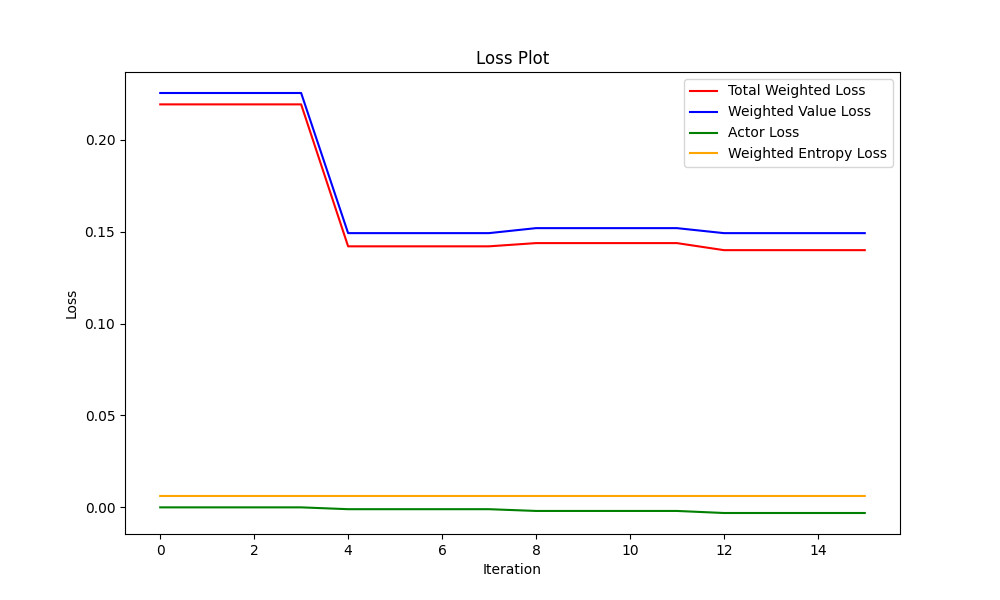 Loss Plot
Total Weighted Loss
Weighted Value Loss
Actor Loss
Weighted Entropy Loss
Loss
0.20
0.15
0.10
0.05
0.00
0 2 4 6 8 10 12 14
Iteration